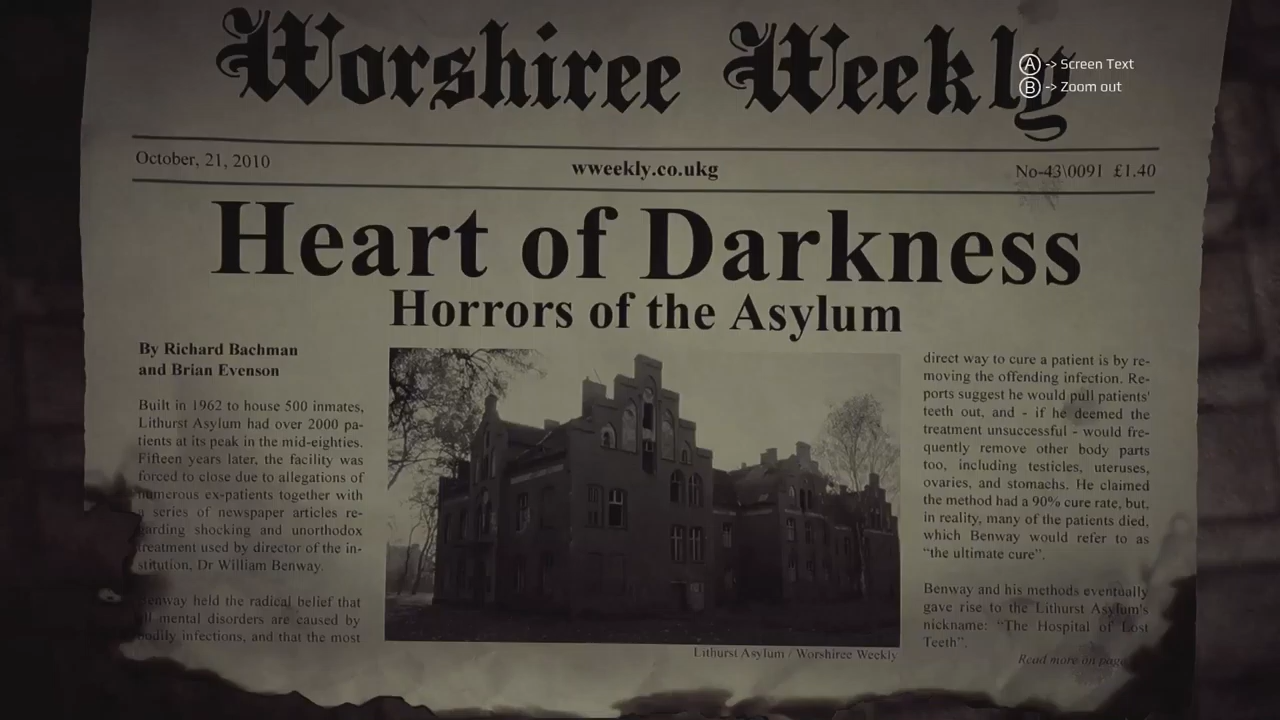 Worshiree Weekly
A -> Screen Text
B -> Zoom out
October, 21, 2010
wweekly.co.ukg
No-43\0091 £1.40
Heart of Darkness
Horrors of the Asylum
By Richard Bachman
and Brian Evenson
Built in 1962 to house 500 inmates,
Lithurst Asylum had over 2000 pa-
tients at its peak in the mid-eighties.
Fifteen years later, the facility was
forced to close due to allegations of
numerous ex-patients together with
a series of newspaper articles re-
garding shocking and unorthodox
treatment used by director of the in-
stitution, Dr William Benway.
Benway held the radical belief that
all mental disorders are caused by
bodily infections, and that the most
Lithurst Asylum / Worshiree Weekly
direct way to cure a patient is by re-
moving the offending infection. Re-
ports suggest he would pull patients'
teeth out, and - if he deemed the
treatment unsuccessful - would fre-
quently remove other body parts
too, including testicles, uteruses,
ovaries, and stomachs. He claimed
the method had a 90% cure rate, but,
in reality, many of the patients died,
which Benway would refer to as
“the ultimate cure”.
Benway and his methods eventually
gave rise to the Lithurst Asylum's
nickname: “The Hospital of Lost
Teeth”.
Read more on page